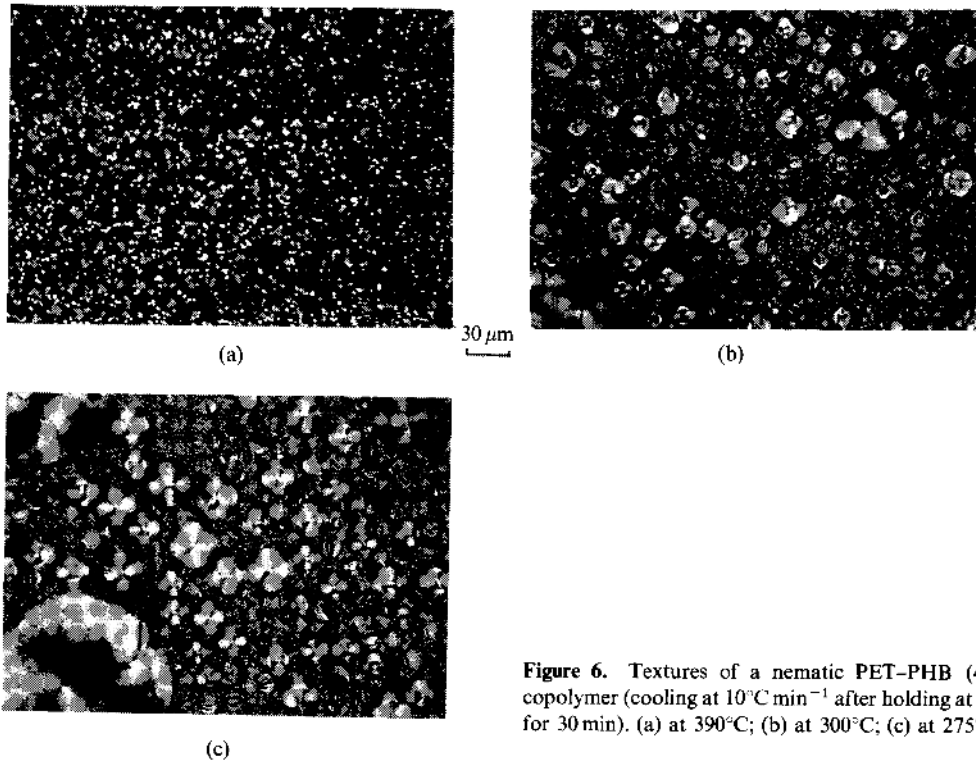 (a)
30 μm
(b)
(c)
Figure 6. Textures of a nematic PET–PHB (
copolymer (cooling at 10°C min⁻¹ after holding at
for 30 min). (a) at 390°C; (b) at 300°C; (c) at 275